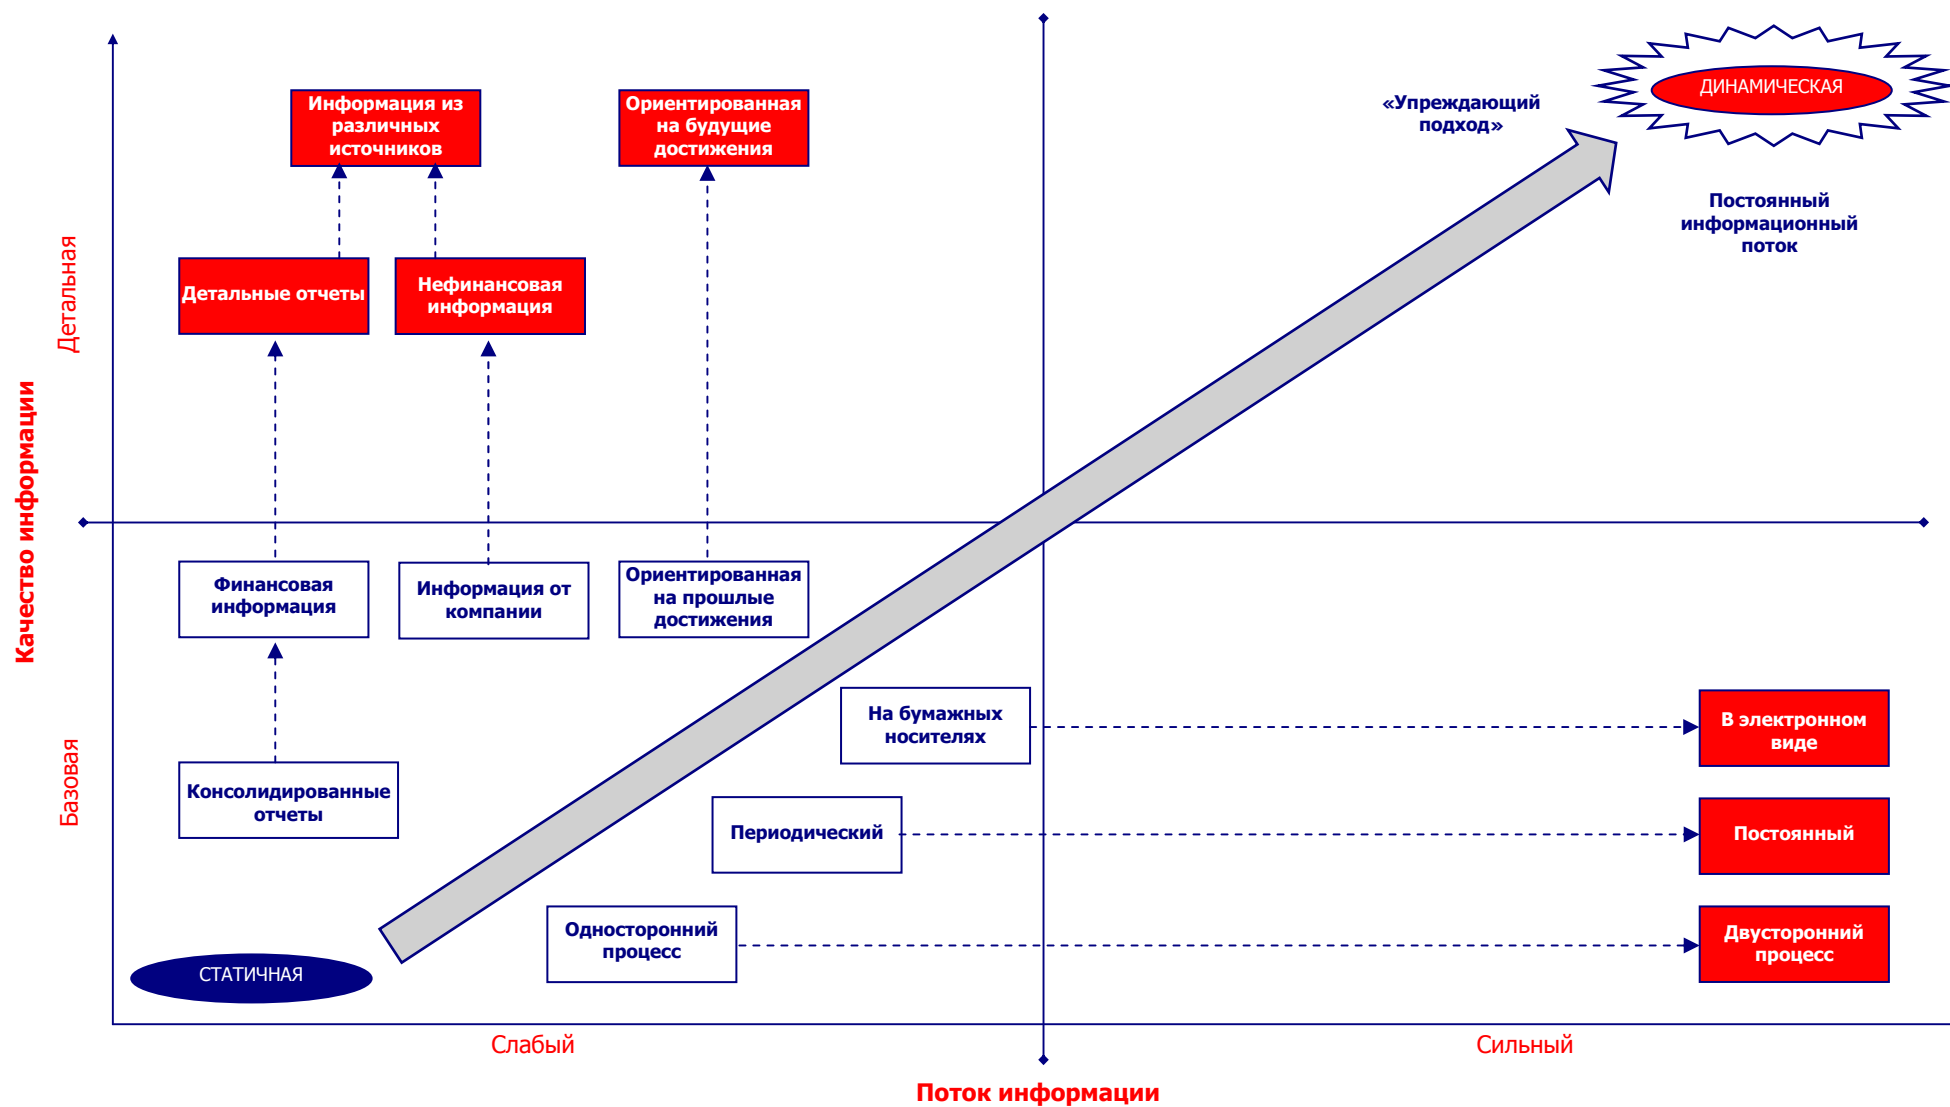 ДИНАМИЧЕСКАЯ
«Упреждающий
подход»
Информация из
различных
источников
Ориентированная
на будущие
достижения
Постоянный
информационный
поток
Детальная
Детальные отчеты
Нефинансовая
информация
Качество информации
Финансовая
информация
Информация от
компании
Ориентированная
на прошлые
достижения
На бумажных
носителях
В электронном
виде
Базовая
Консолидированные
отчеты
Периодический
Постоянный
Односторонний
процесс
Двусторонний
процесс
СТАТИЧНАЯ
Слабый
Сильный
Поток информации